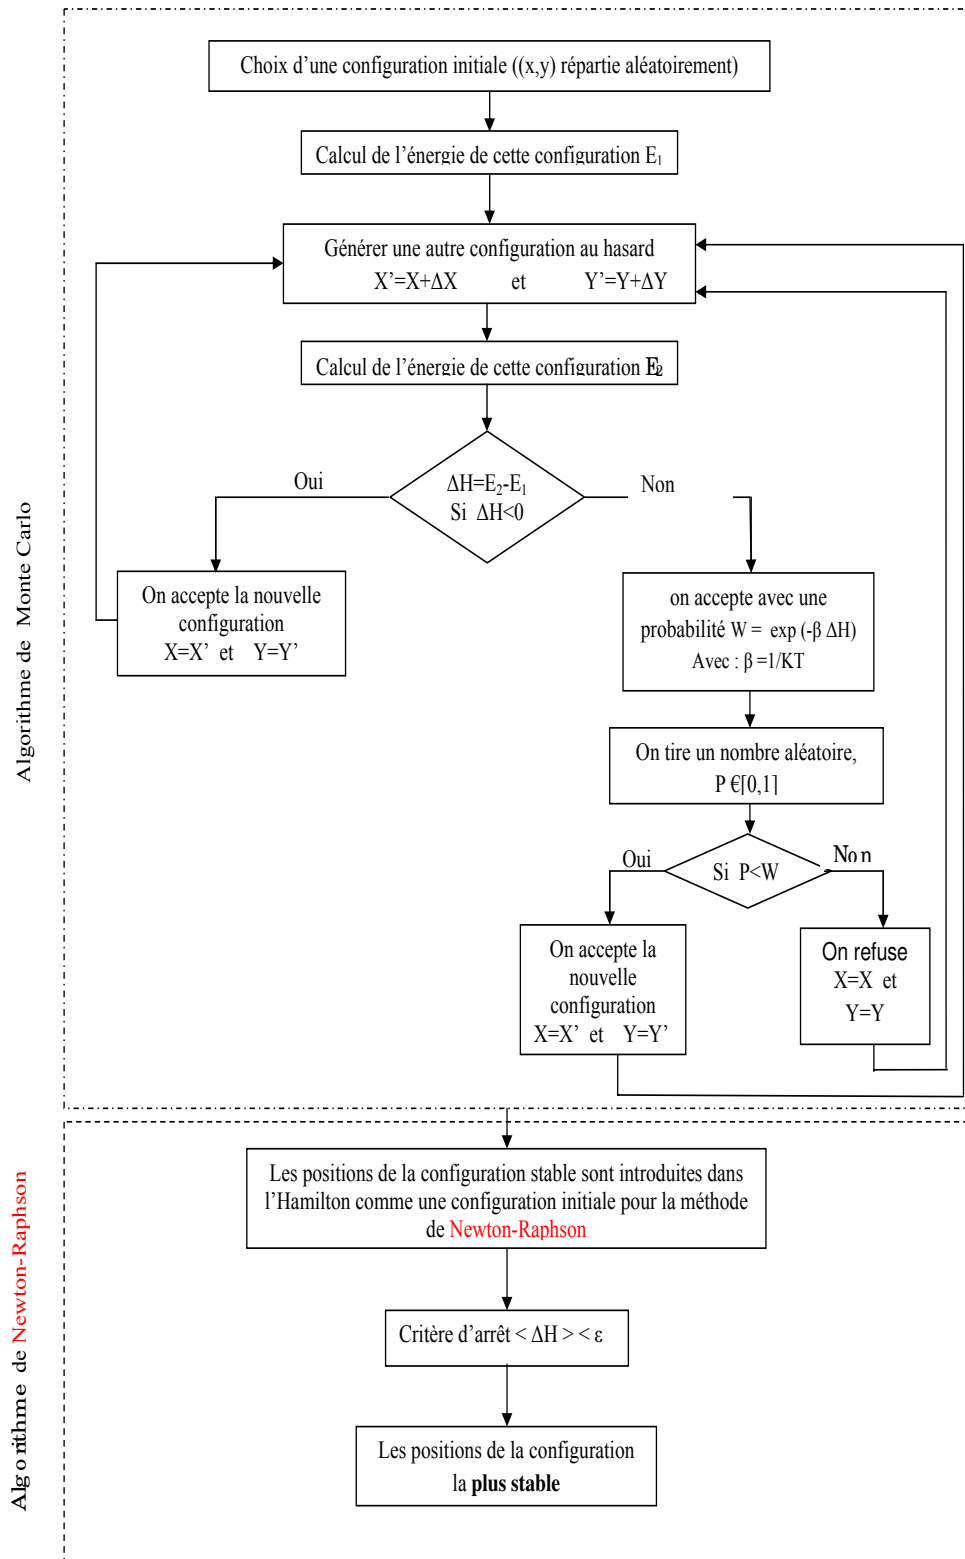 Choix d’une configuration initiale ((x,y) répartie aléatoirement)
Calcul de l’énergie de cette configuration E₁
Générer une autre configuration au hasard
X’=X+ΔX et Y’=Y+ΔY
Calcul de l’énergie de cette configuration E₂
ΔH=E₂-E₁
Si ΔH<0
Oui
Non
On accepte la nouvelle
configuration
X=X’ et Y=Y’
on accepte avec une
probabilité W = exp (-β ΔH)
Avec : β =1/KT
On tire un nombre aléatoire,
P €[0,1]
Si P<W
Oui
Non
On accepte la
nouvelle
configuration
X=X’ et Y=Y’
On refuse
X=X et
Y=Y
Algorithme de Monte Carlo
Les positions de la configuration stable sont introduites dans
l’Hamilton comme une configuration initiale pour la méthode
de Newton-Raphson
Critère d’arrêt < ΔH > < ε
Les positions de la configuration
la plus stable
Algorithme de Newton-Raphson